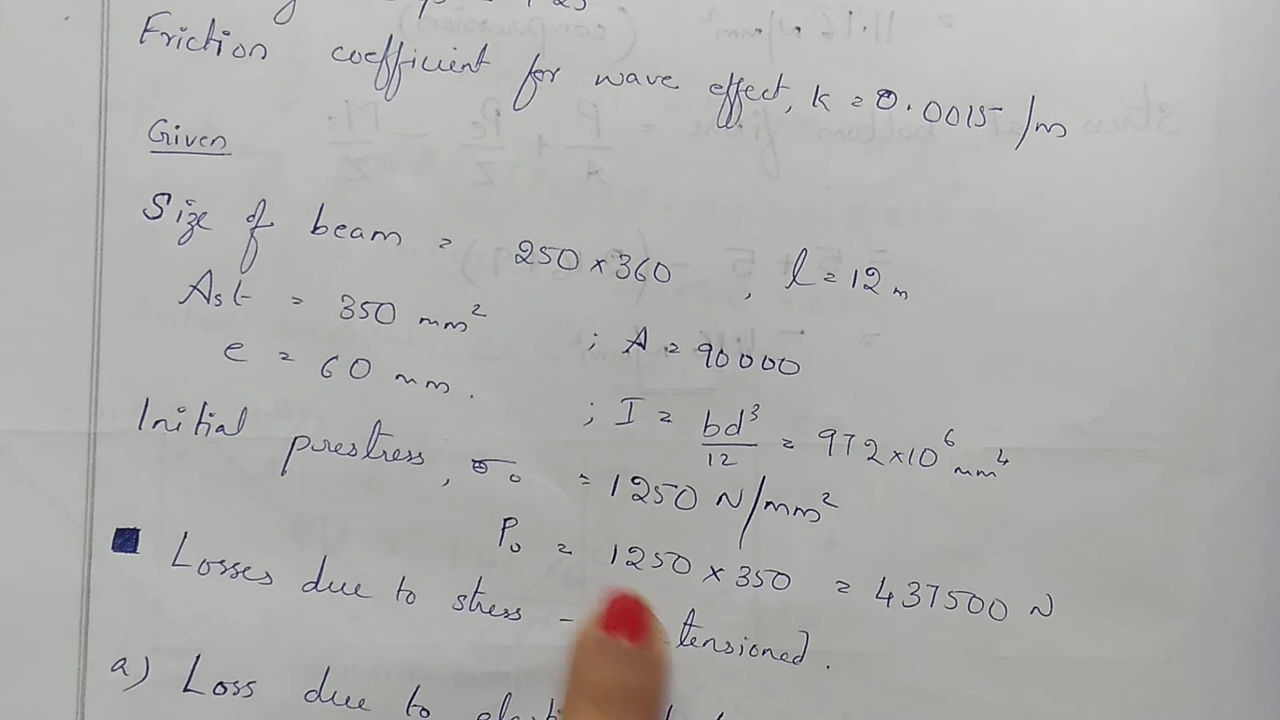 Friction coefficient for wave effect, k = 0.0015 /m
Given
Size of beam = 250 × 360 , l = 12 m
Ast = 350 mm² ; A = 90000
e = 60 mm. ; I = bd³/12 = 972×10⁶ mm⁴
Initial prestress, σ₀ = 1250 N/mm²
P₀ = 1250 × 350 = 437500 N
Losses due to stress - tensioned.
a) Loss due to